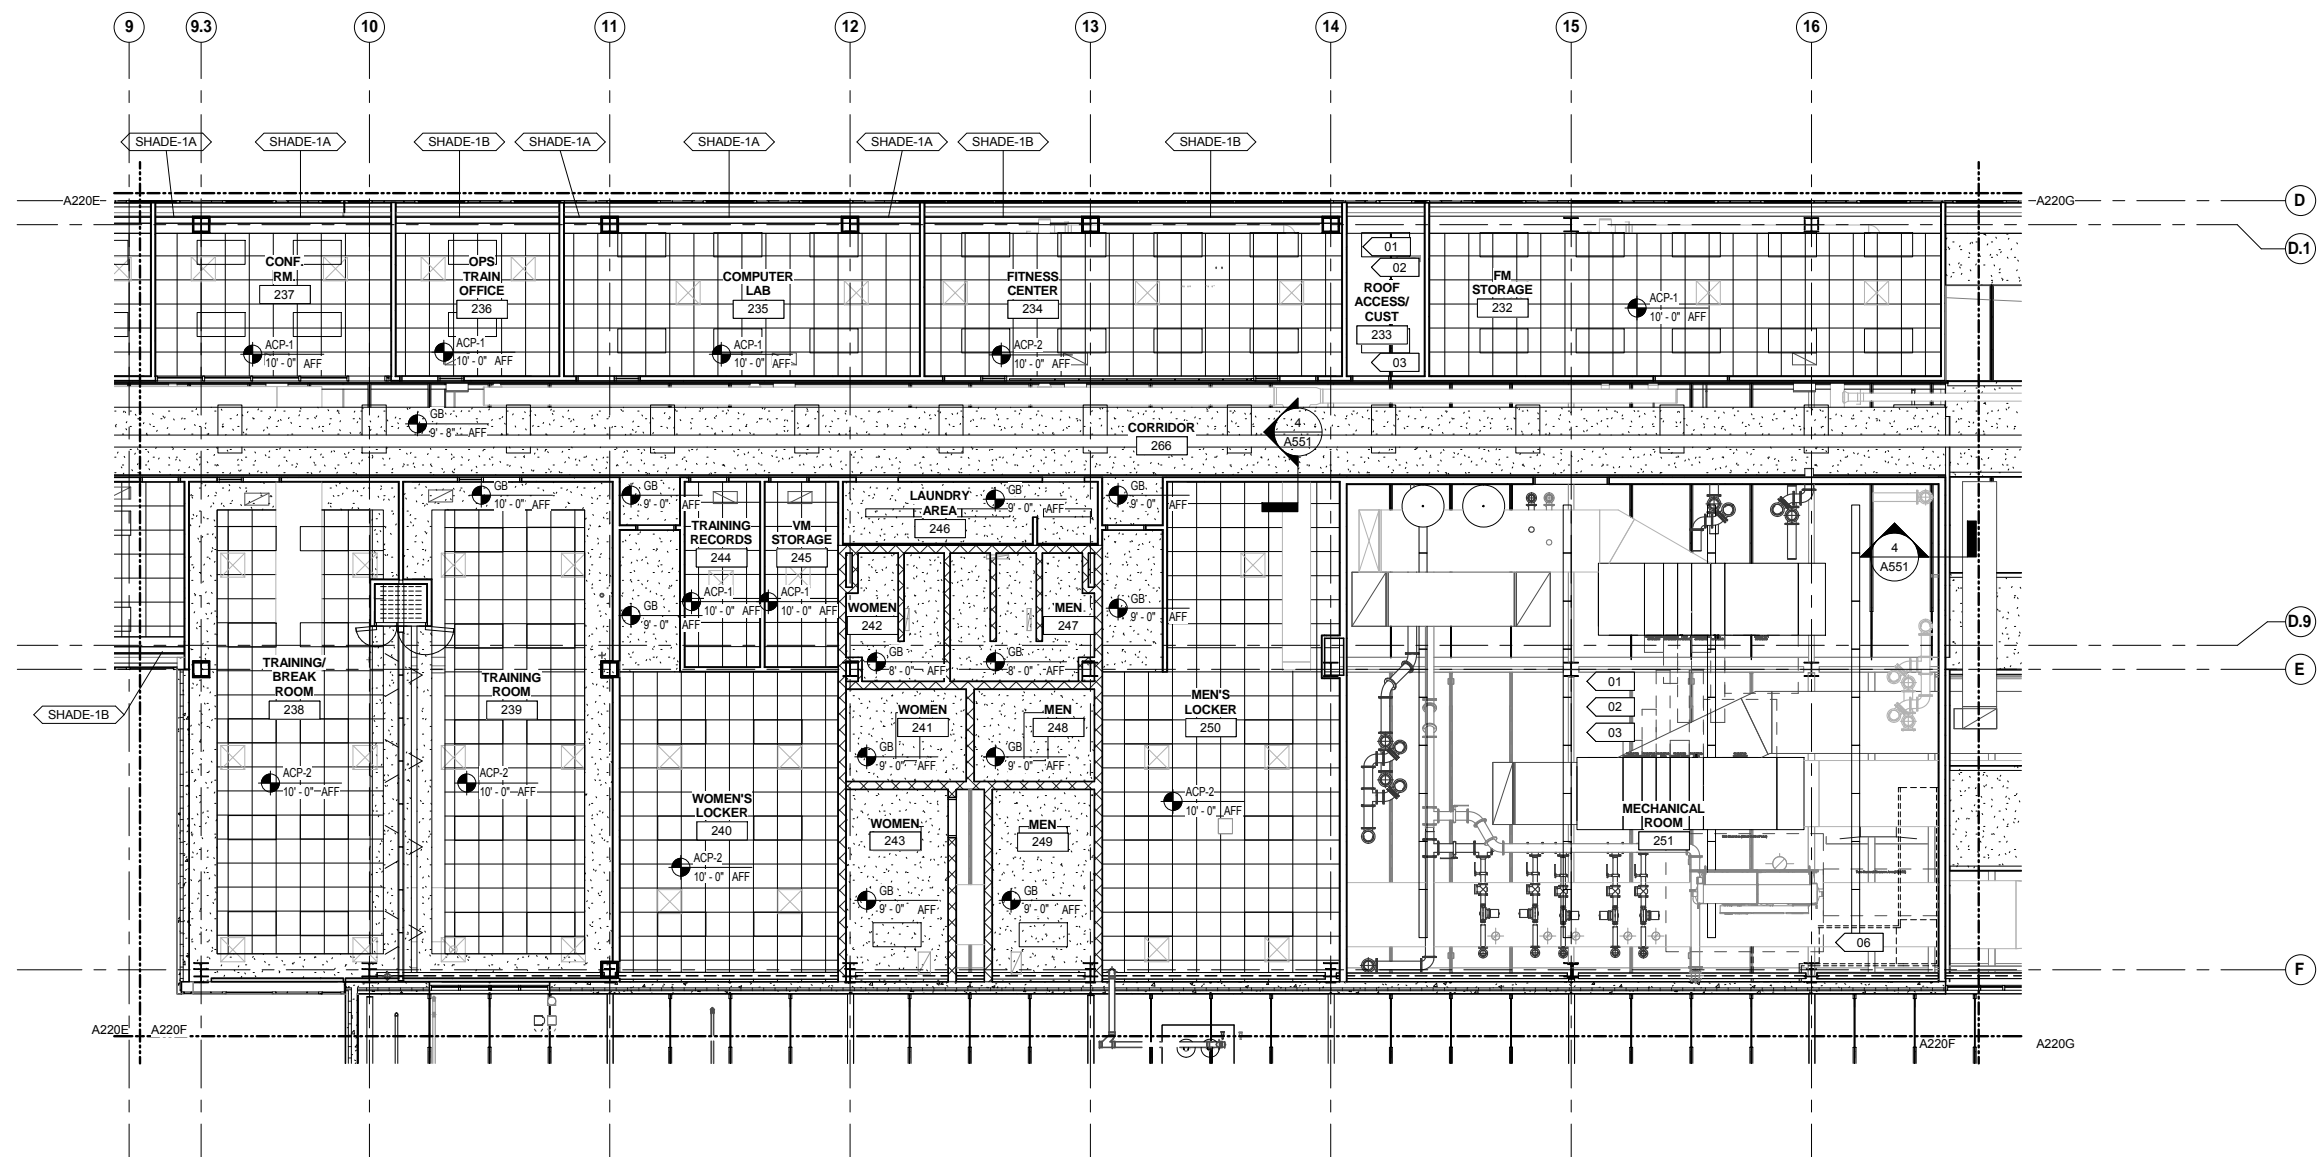 9
9.3
10
11
12
13
14
15
16
SHADE-1A
SHADE-1A
SHADE-1B
SHADE-1A
SHADE-1A
SHADE-1A
SHADE-1B
SHADE-1B
A220E
A220G
D
D.1
CONF.
RM.
237
ACP-1
10' - 0" AFF
OPS
TRAIN
OFFICE
236
ACP-1
10' - 0" AFF
COMPUTER
LAB
235
ACP-1
10' - 0" AFF
FITNESS
CENTER
234
ACP-2
10' - 0" AFF
01
02
ROOF
ACCESS/
CUST
233
03
FM
STORAGE
232
ACP-1
10' - 0" AFF
GB
9' - 8" AFF
CORRIDOR
266
4
A551
GB
10' - 0" AFF
GB
9' - 0" AFF
TRAINING
RECORDS
244
VM
STORAGE
245
LAUNDRY
AREA
246
GB
9' - 0" AFF
GB
9' - 0" AFF
4
A551
GB
9' - 0" AFF
ACP-1
10' - 0" AFF
ACP-1
10' - 0" AFF
WOMEN
242
MEN
247
GB
9' - 0" AFF
GB
8' - 0" AFF
GB
8' - 0" AFF
D.9
E
SHADE-1B
TRAINING/
BREAK
ROOM
238
TRAINING
ROOM
239
WOMEN
241
MEN
248
MEN'S
LOCKER
250
01
02
03
GB
9' - 0" AFF
GB
9' - 0" AFF
ACP-2
10' - 0" AFF
ACP-2
10' - 0" AFF
WOMEN'S
LOCKER
240
ACP-2
10' - 0" AFF
WOMEN
243
MEN
249
ACP-2
10' - 0" AFF
MECHANICAL
ROOM
251
GB
9' - 0" AFF
GB
9' - 0" AFF
06
F
A220E
A220F
A220F
A220G